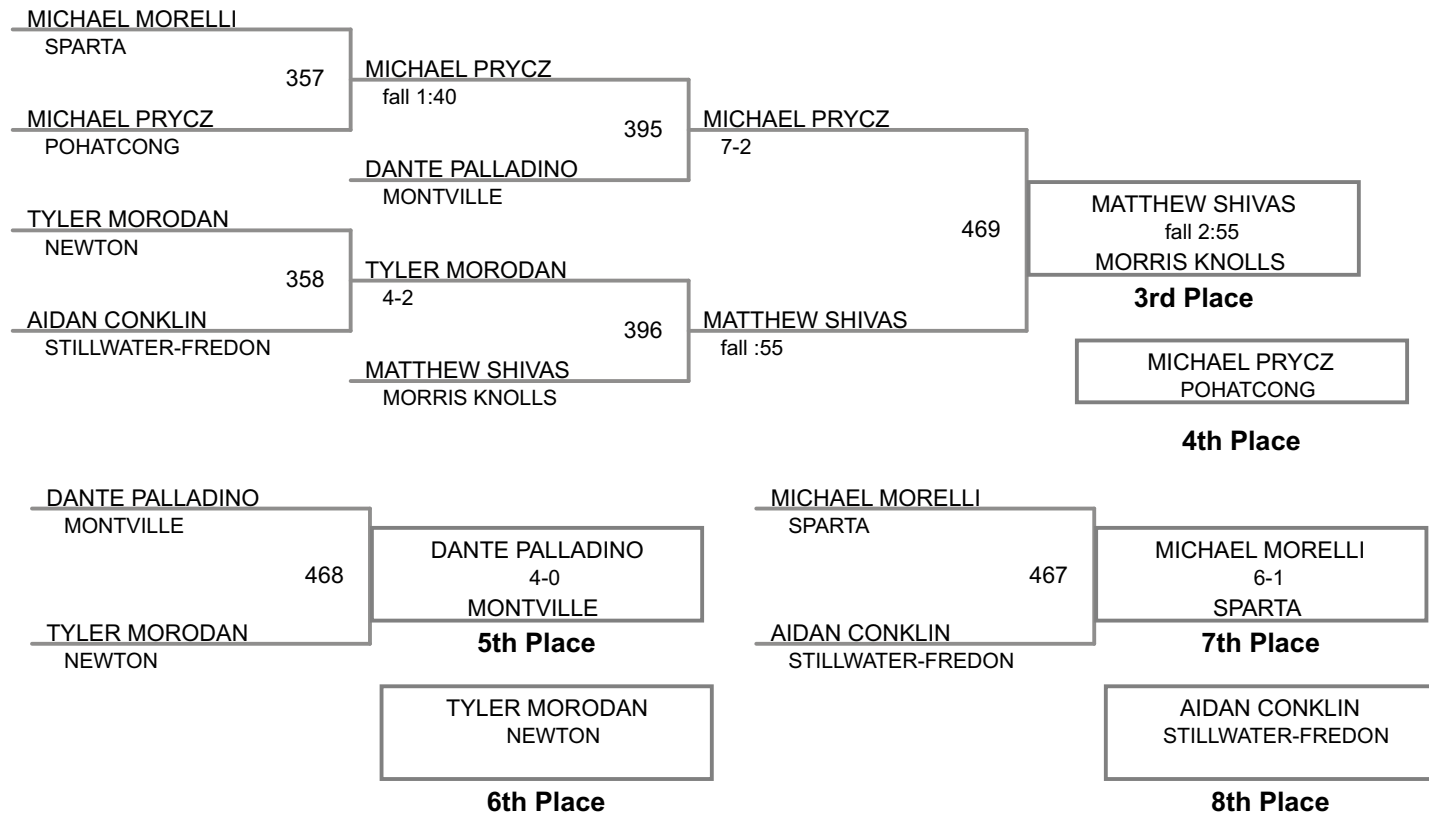 MICHAEL MORELLI
SPARTA
357
MICHAEL PRYCZ
POHATCONG
MICHAEL PRYCZ
fall 1:40
395
DANTE PALLADINO
MONTVILLE
MICHAEL PRYCZ
7-2
TYLER MORODAN
NEWTON
358
AIDAN CONKLIN
STILLWATER-FREDON
TYLER MORODAN
4-2
396
MATTHEW SHIVAS
MORRIS KNOLLS
MATTHEW SHIVAS
fall :55
469
MATTHEW SHIVAS
fall 2:55
MORRIS KNOLLS
3rd Place
MICHAEL PRYCZ
POHATCONG
4th Place
DANTE PALLADINO
MONTVILLE
468
TYLER MORODAN
NEWTON
DANTE PALLADINO
4-0
MONTVILLE
5th Place
TYLER MORODAN
NEWTON
6th Place
MICHAEL MORELLI
SPARTA
467
AIDAN CONKLIN
STILLWATER-FREDON
MICHAEL MORELLI
6-1
SPARTA
7th Place
AIDAN CONKLIN
STILLWATER-FREDON
8th Place